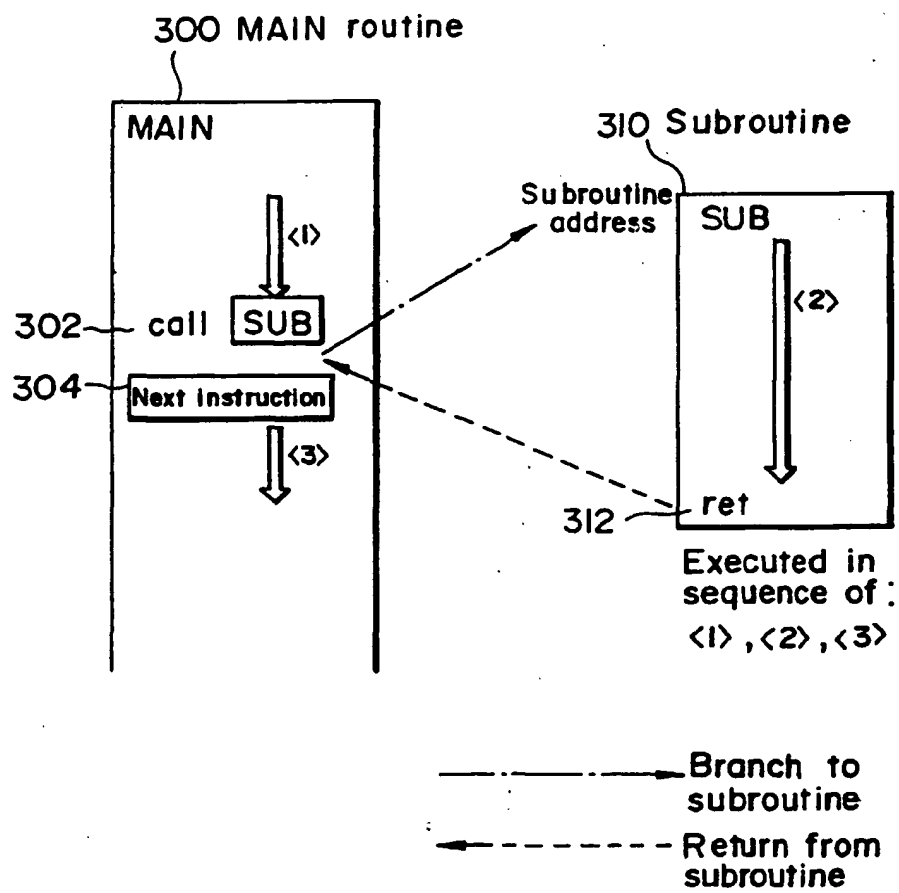 300 MAIN routine
MAIN
310 Subroutine
Subroutine
address
SUB
<1>
<2>
302 call SUB
304
Next instruction
<3>
312 ret
Executed in
sequence of :
<1>, <2>, <3>
Branch to
subroutine
Return from
subroutine